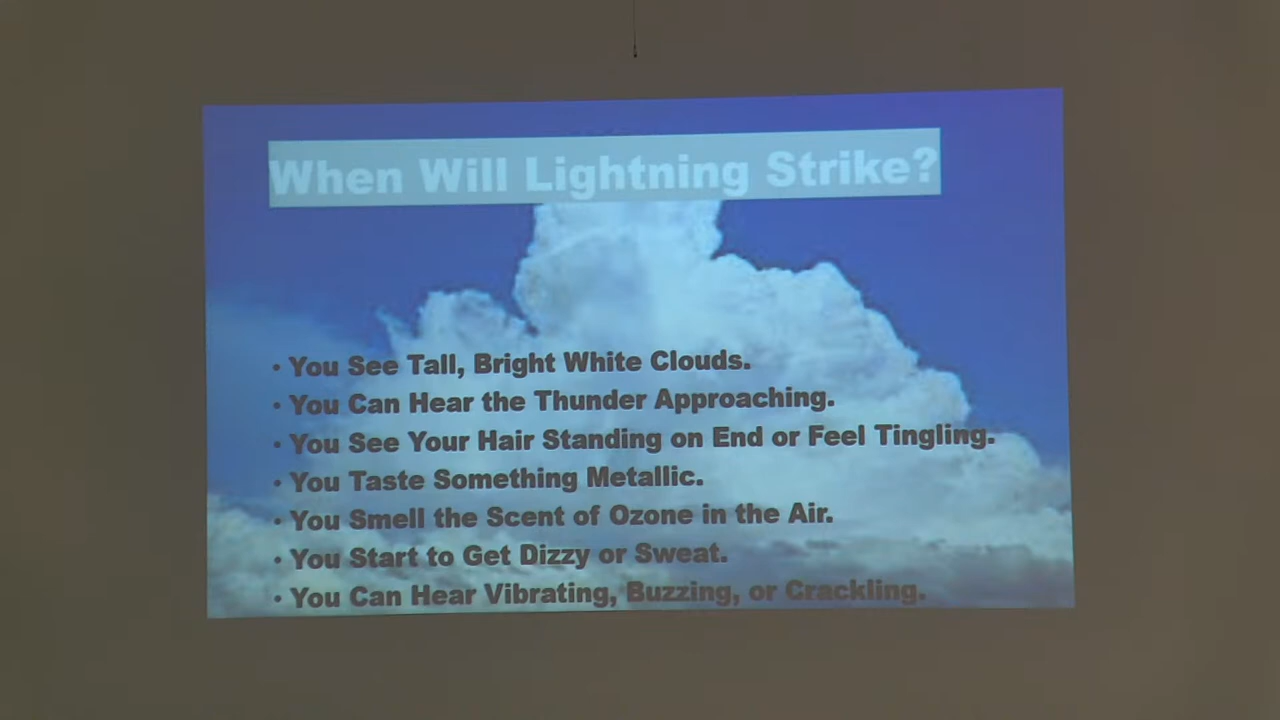 When Will Lightning Strike?
• You See Tall, Bright White Clouds.
• You Can Hear the Thunder Approaching.
• You See Your Hair Standing on End or Feel Tingling.
• You Taste Something Metallic.
• You Smell the Scent of Ozone in the Air.
• You Start to Get Dizzy or Sweat.
• You Can Hear Vibrating, Buzzing, or Crackling.